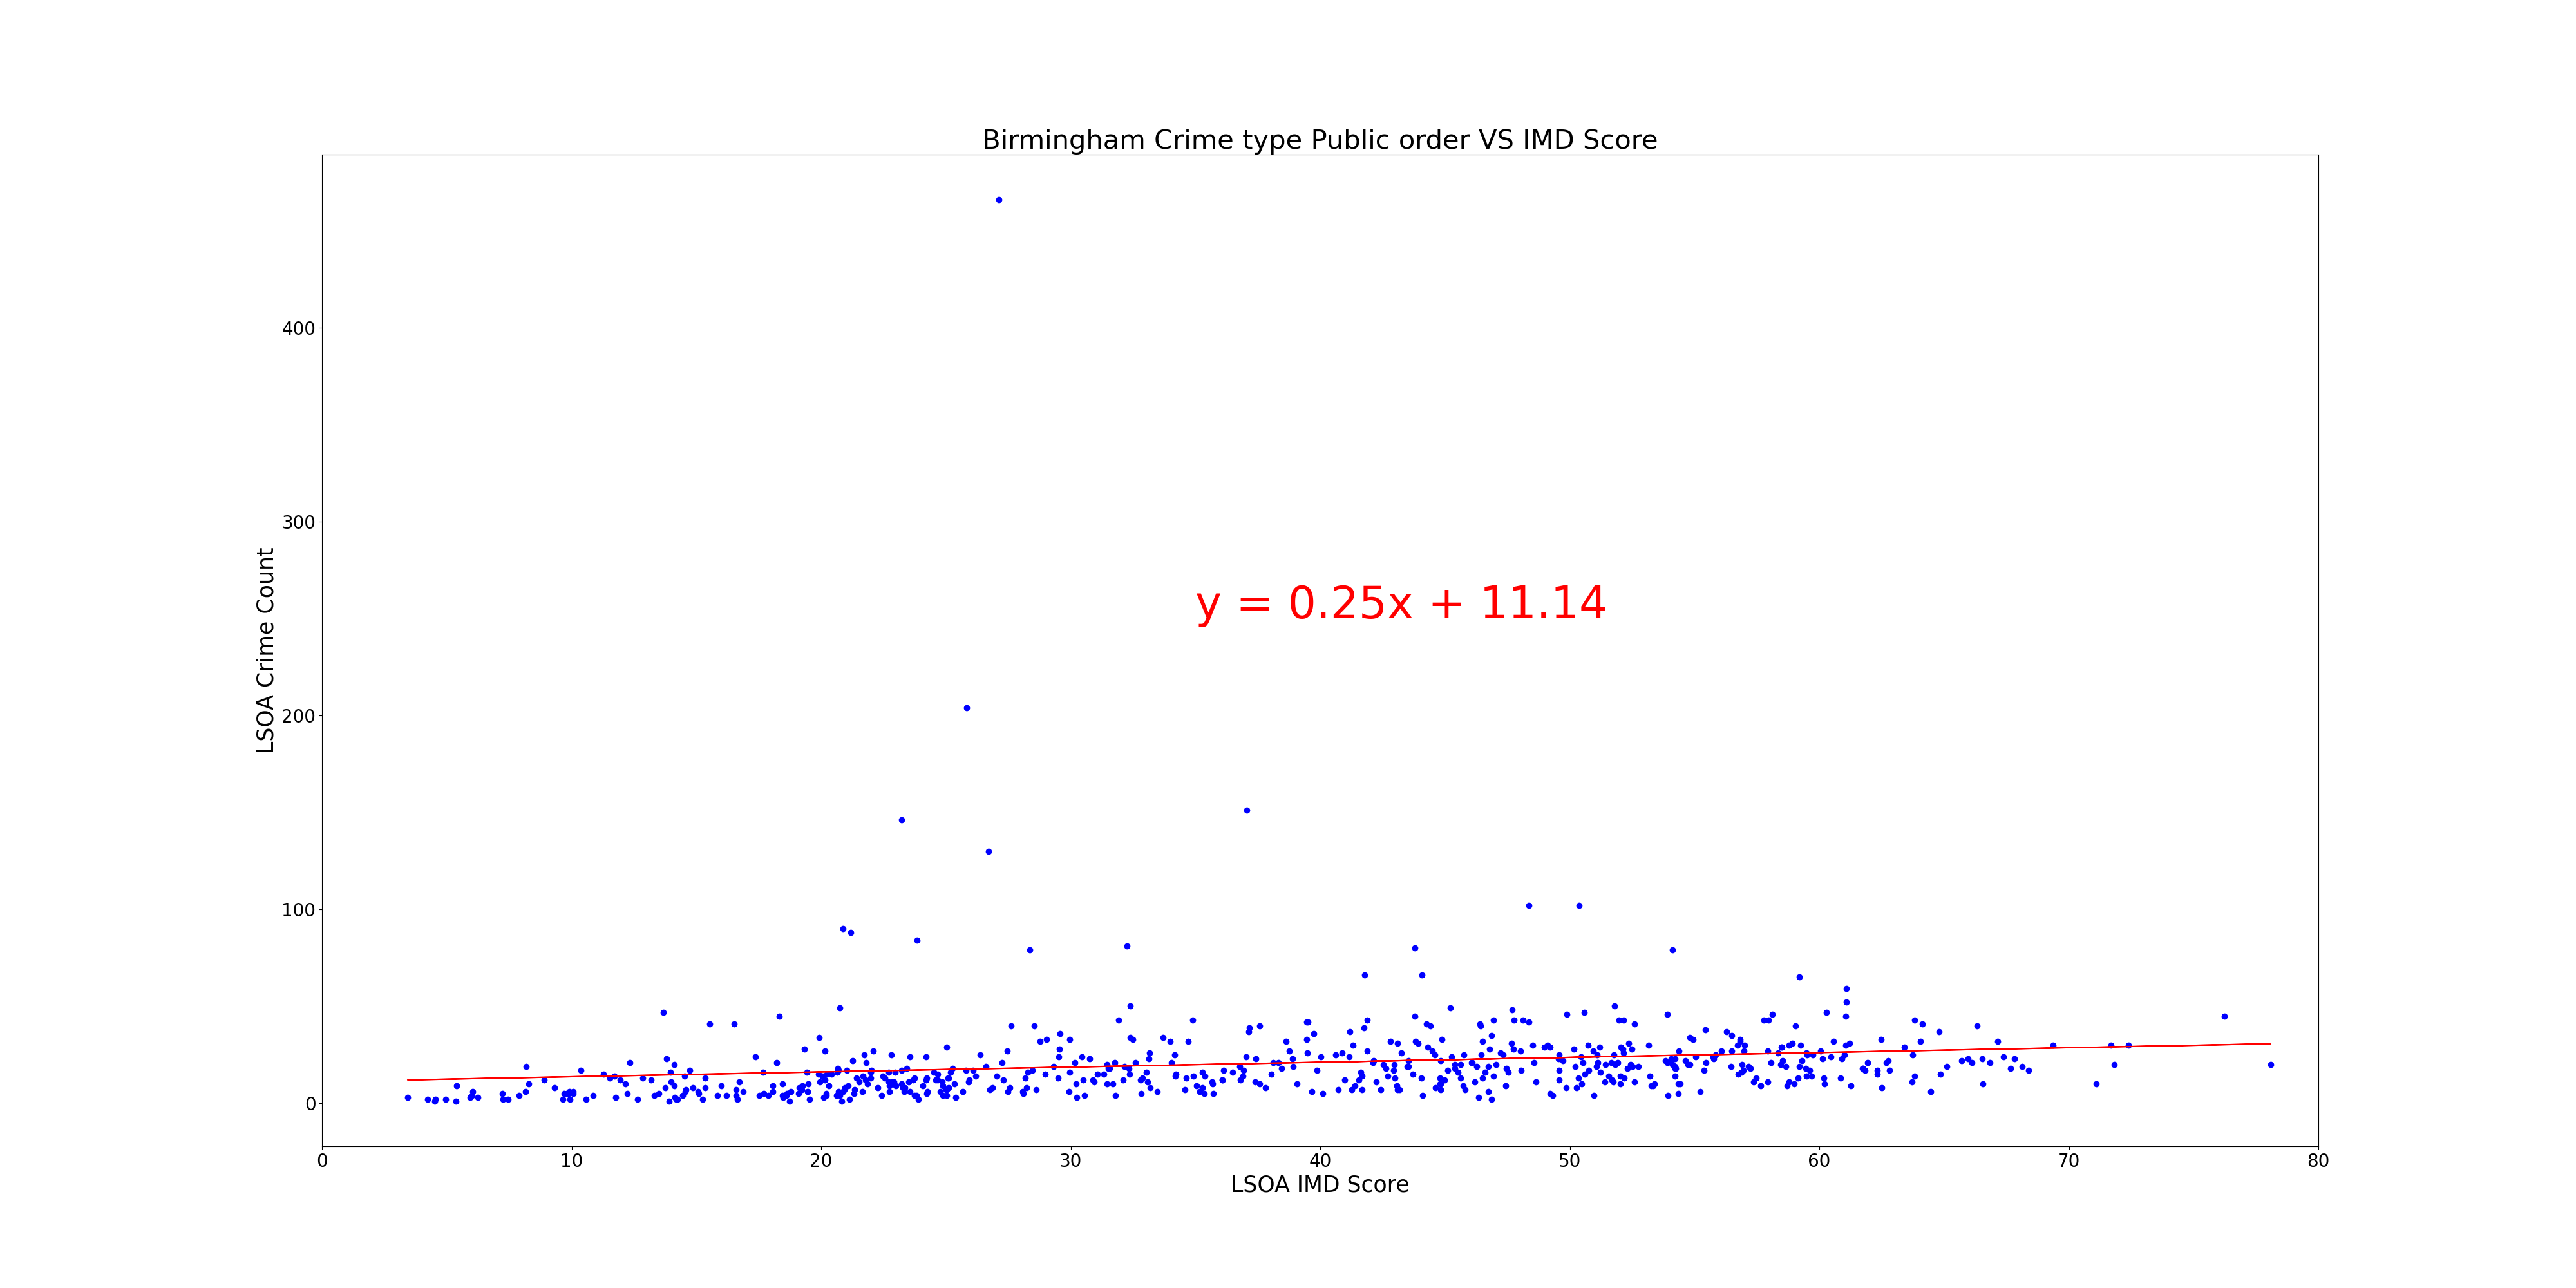 Birmingham Crime type Public order VS IMD Score
400
300
200
100
0
LSOA Crime Count
y = 0.25x + 11.14
0 10 20 30 40 50 60 70 80
LSOA IMD Score